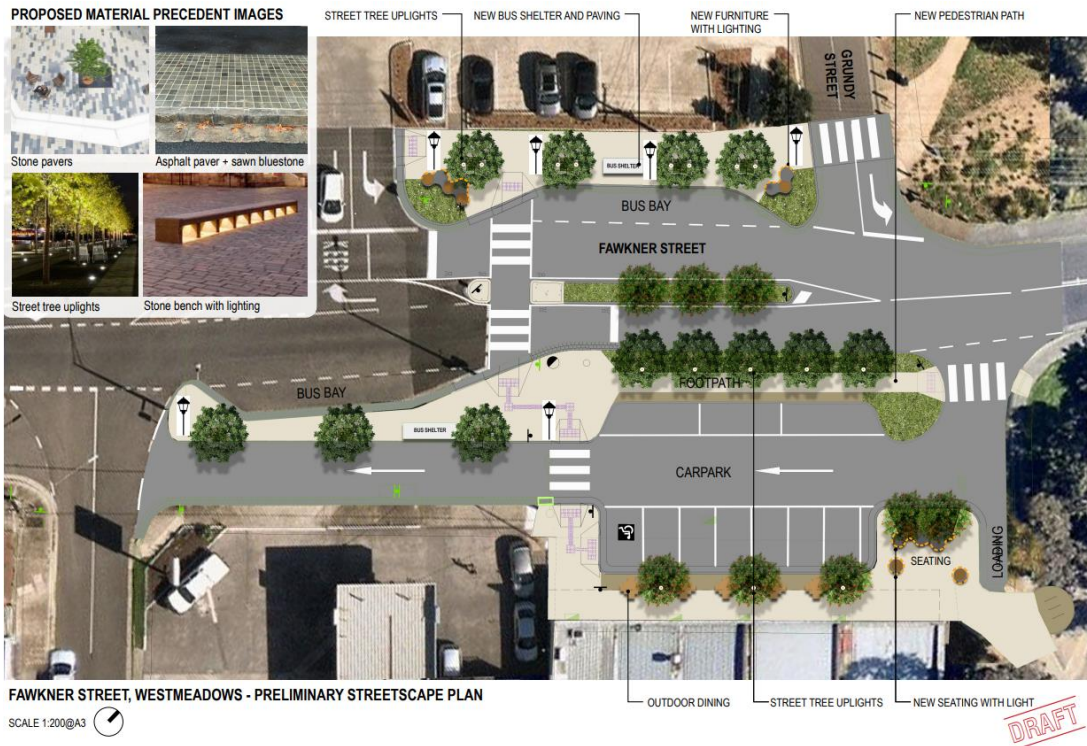 PROPOSED MATERIAL PRECEDENT IMAGES
Stone pavers
Asphalt paver + sawn bluestone
Street tree uplights
Stone bench with lighting
STREET TREE UPLIGHTS
NEW BUS SHELTER AND PAVING
NEW FURNITURE
WITH LIGHTING
NEW PEDESTRIAN PATH
GRUNDY
STREET
BUS SHELTER
BUS BAY
FAWKNER STREET
KEEP
BUS BAY
FOOTPATH
BUS SHELTER
CARPARK
SEATING
LOADING
OUTDOOR DINING
STREET TREE UPLIGHTS
NEW SEATING WITH LIGHT
FAWKNER STREET, WESTMEADOWS - PRELIMINARY STREETSCAPE PLAN
SCALE 1:200@A3
DRAFT